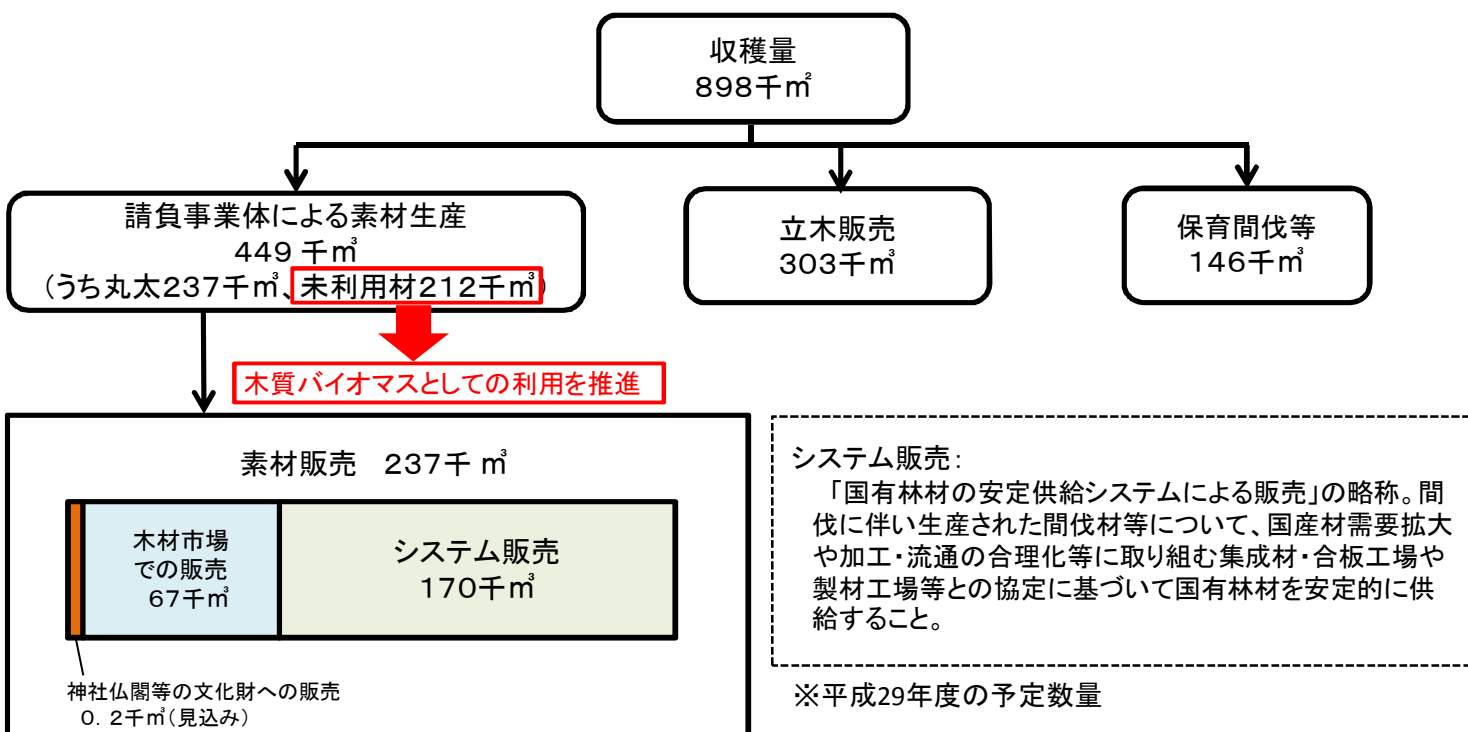 収穫量
898千㎡
請負事業体による素材生産
449 千㎥
(うち丸太237千㎥、未利用材212千㎥)
立木販売
303千㎥
保育間伐等
146千㎥
木質バイオマスとしての利用を推進
素材販売 237千 ㎥
木材市場
での販売
67千㎥
システム販売
170千㎥
神社仏閣等の文化財への販売
0.2千㎥(見込み)
システム販売:
「国有林材の安定供給システムによる販売」の略称。間
伐に伴い生産された間伐材等について、国産材需要拡大
や加工・流通の合理化等に取り組む集成材・合板工場や
製材工場等との協定に基づいて国有林材を安定的に供
給すること。
※平成29年度の予定数量